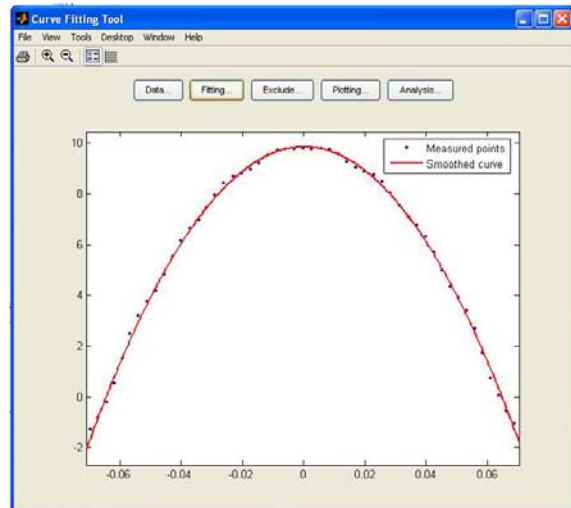 Curve Fitting Tool
File View Tools Desktop Window Help
Data... Fitting... Exclude... Plotting... Analysis...
Measured points
Smoothed curve
10
8
6
4
2
0
-2
-0.06 -0.04 -0.02 0 0.02 0.04 0.06